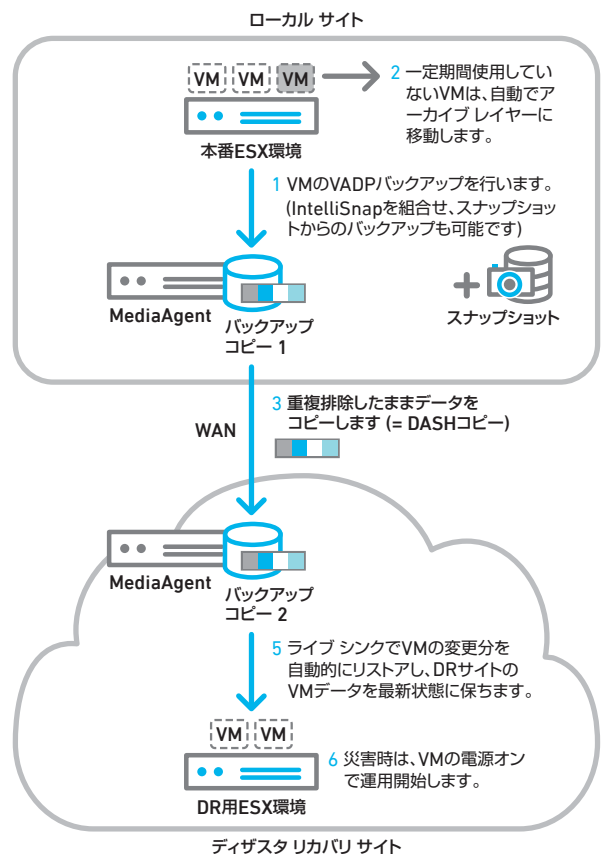 ローカル サイト
VM VM VM
2 一定期間使用してい
ないVMは、自動でア
ーカイブ レイヤーに
移動します。
本番ESX環境
1 VMのVADPバックアップを行います。
(IntelliSnapを組合せ、スナップショッ
トからのバックアップも可能です)
MediaAgent
バックアップ
コピー 1
+
スナップショット
3 重複排除したままデータを
コピーします (= DASHコピー)
WAN
MediaAgent
バックアップ
コピー 2
5 ライブ シンクでVMの変更分を
自動的にリストアし、DRサイトの
VMデータを最新状態に保ちます。
VM VM
6 災害時は、VMの電源オン
で運用開始します。
DR用ESX環境
ディザスタ リカバリ サイト